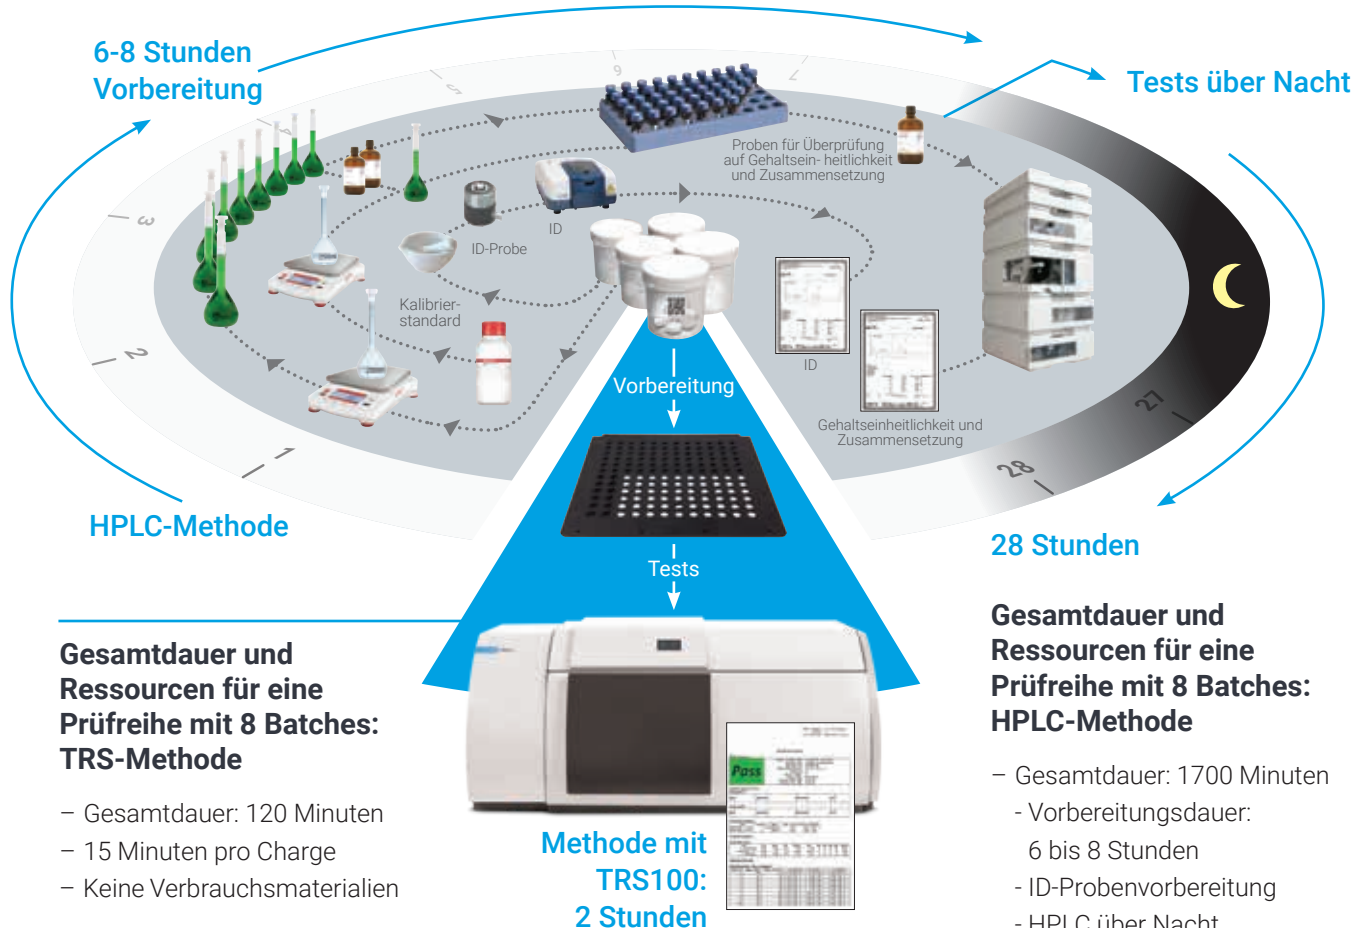 6-8 Stunden
Vorbereitung
Tests über Nacht
1
2
3
4
5
6
7
27
28
Proben für Überprüfung
auf Gehaltsein- heitlichkeit
und Zusammensetzung
ID
ID-Probe
Kalibrier-
standard
ID
Gehaltseinheitlichkeit und
Zusammensetzung
Vorbereitung
Tests
HPLC-Methode
28 Stunden
Gesamtdauer und
Ressourcen für eine
Prüfreihe mit 8 Batches:
TRS-Methode
– Gesamtdauer: 120 Minuten
– 15 Minuten pro Charge
– Keine Verbrauchsmaterialien
Pass
Methode mit
TRS100:
2 Stunden
Gesamtdauer und
Ressourcen für eine
Prüfreihe mit 8 Batches:
HPLC-Methode
– Gesamtdauer: 1700 Minuten
- Vorbereitungsdauer:
6 bis 8 Stunden
- ID-Probenvorbereitung
- HPLC über Nacht